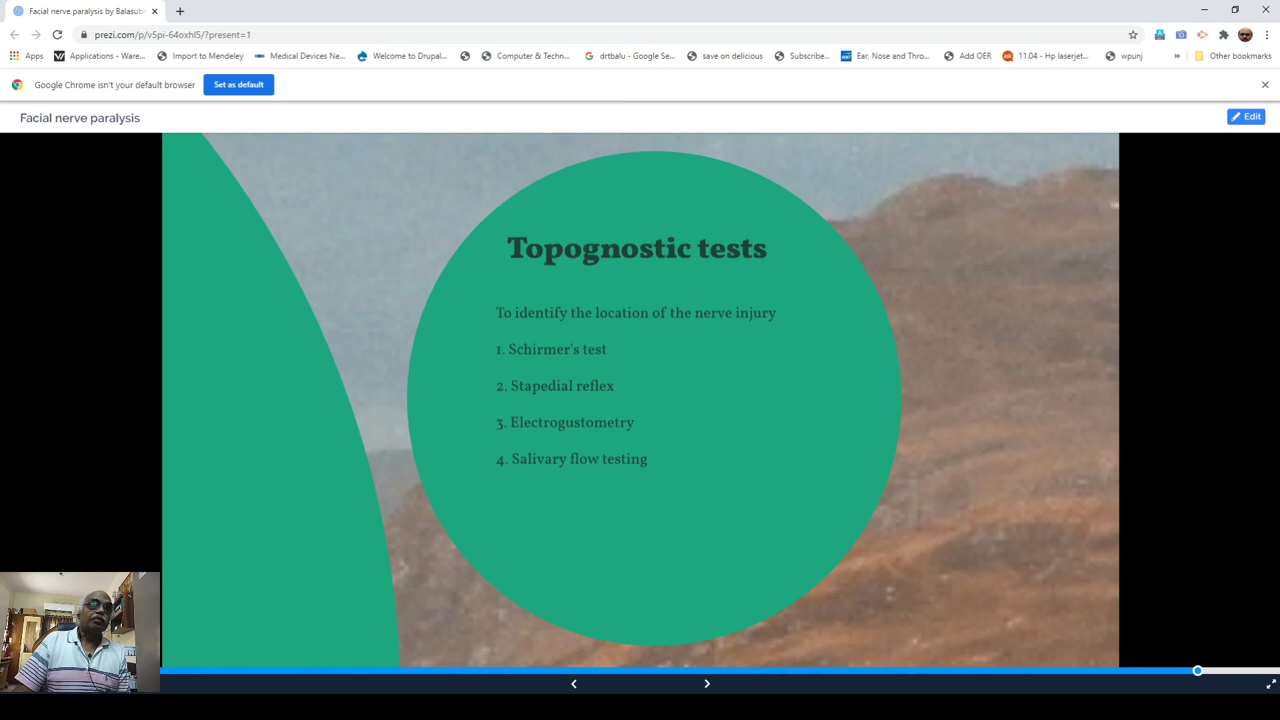 Facial nerve paralysis by Balasub
prezi.com/p/v5pi-64oxhl5/?present=1
Apps
Applications - Ware...
Import to Mendeley
Medical Devices Ne...
Welcome to Drupal...
Computer & Techn...
drtbalu - Google Se...
save on delicious
Subscribe...
Ear, Nose and Thro...
Add OER
11.04 - Hp laserjet...
wpunj
»
Other bookmarks
Google Chrome isn't your default browser
Set as default
Facial nerve paralysis
Edit
Topognostic tests
To identify the location of the nerve injury
1. Schirmer's test
2. Stapedial reflex
3. Electrogustometry
4. Salivary flow testing